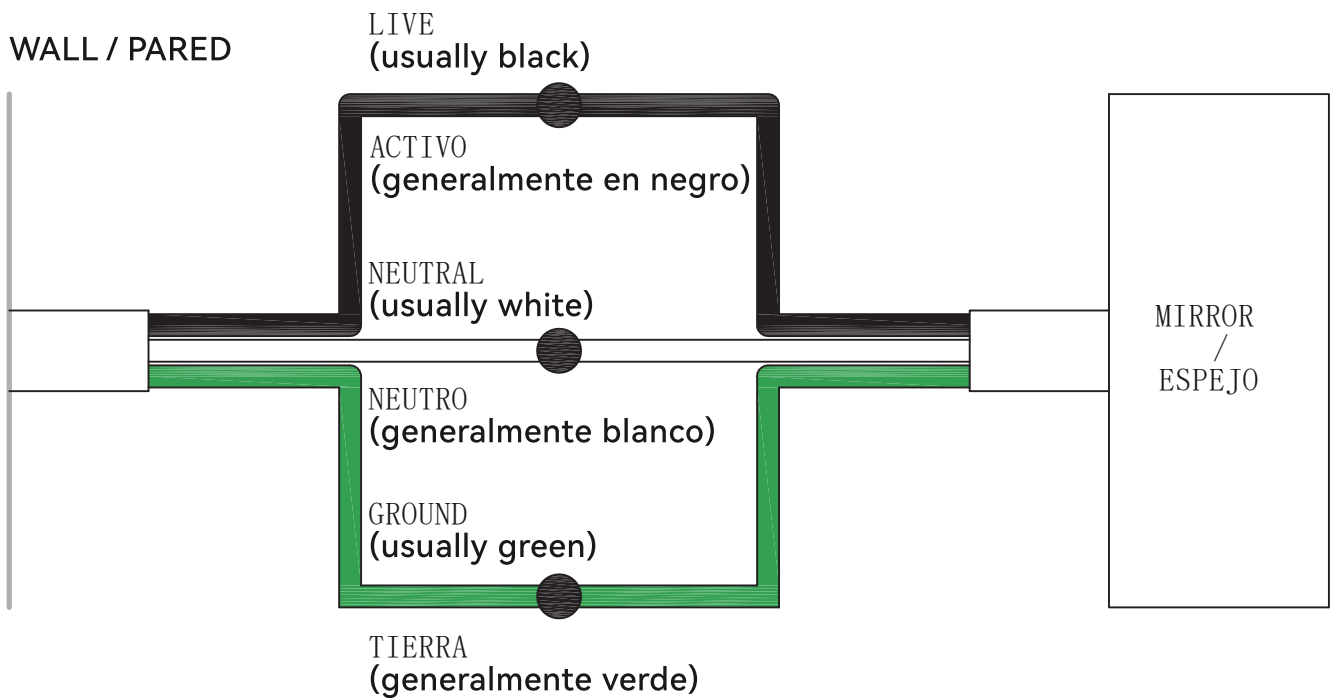 WALL / PARED
LIVE
(usually black)
ACTIVO
(generalmente en negro)
NEUTRAL
(usually white)
NEUTRO
(generalmente blanco)
GROUND
(usually green)
TIERRA
(generalmente verde)
MIRROR
/
ESPEJO